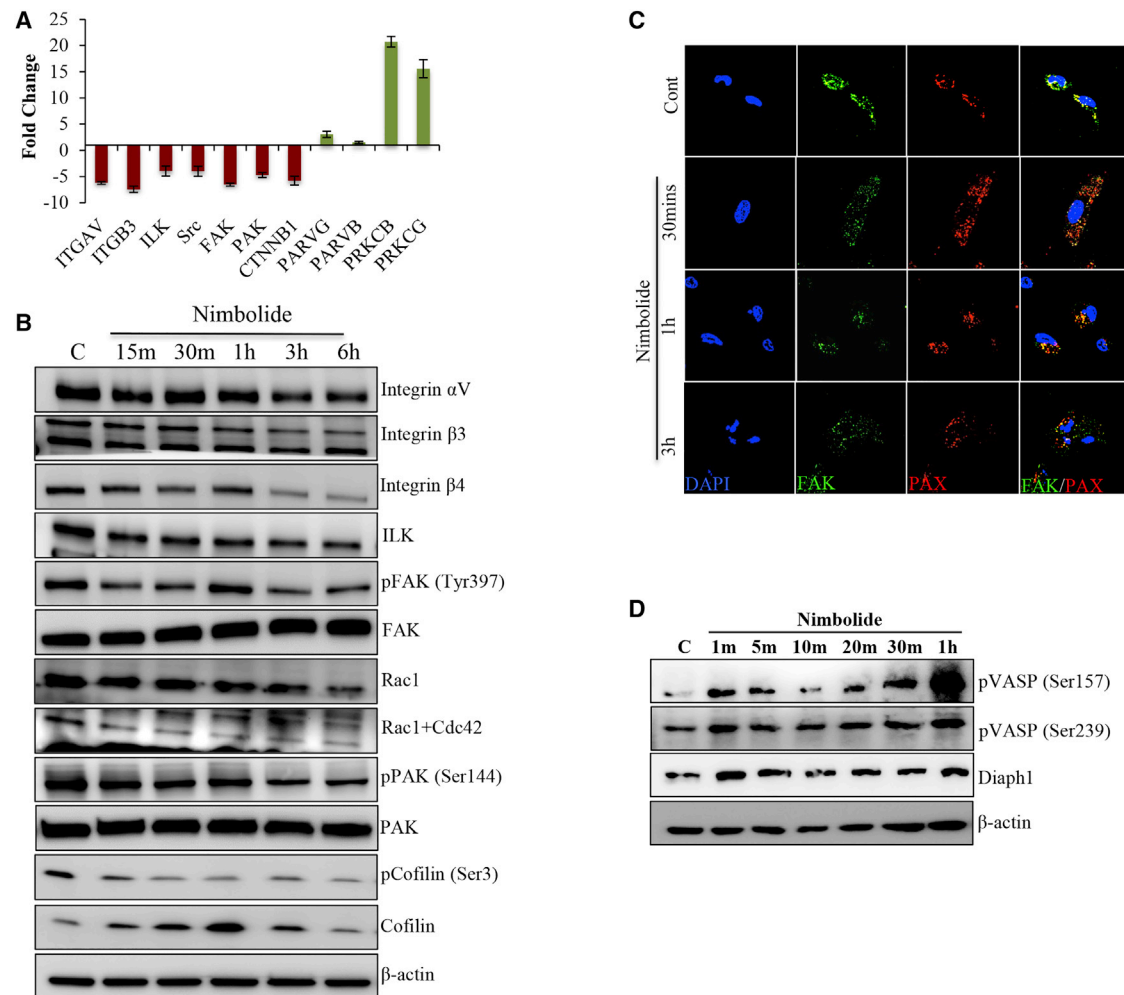 A
Fold Change
25
20
15
10
5
0
-5
-10
ITGAV
ITGB3
ILK
Src
FAK
PAK
CTNNB1
PARVG
PARVB
PRKCB
PRKCG
B
Nimbolide
C 15m 30m 1h 3h 6h
Integrin αV
Integrin β3
Integrin β4
ILK
pFAK (Tyr397)
FAK
Rac1
Rac1+Cdc42
pPAK (Ser144)
PAK
pCofilin (Ser3)
Cofilin
β-actin
C
Cont
Nimbolide
30mins
1h
3h
DAPI FAK PAX FAK/PAX
D
Nimbolide
C 1m 5m 10m 20m 30m 1h
pVASP (Ser157)
pVASP (Ser239)
Diaph1
β-actin